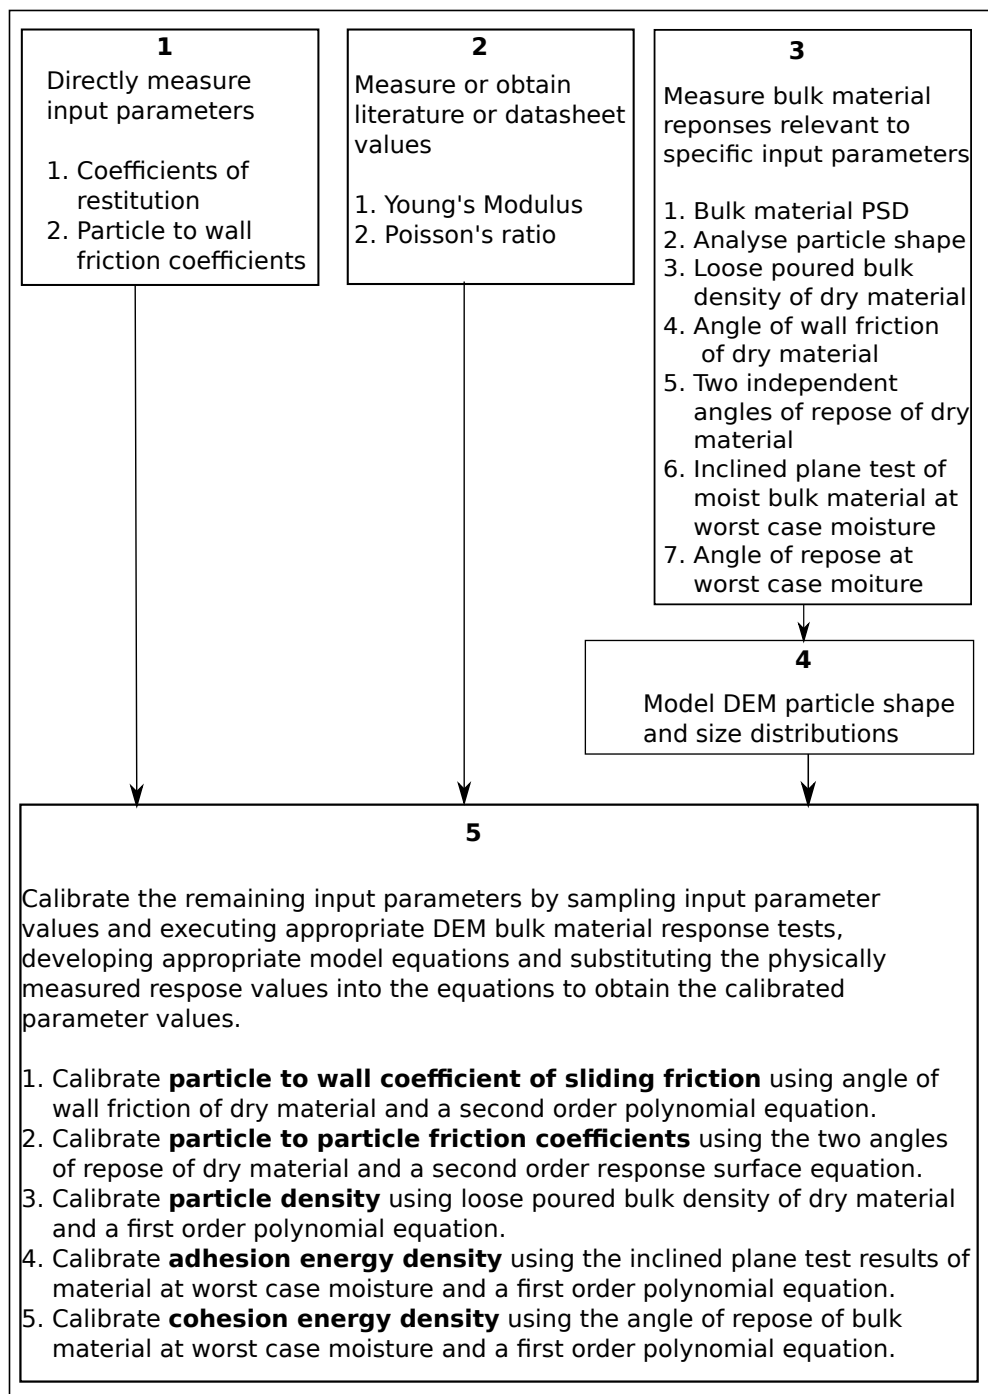 1
Directly measure
input parameters
1. Coefficients of
restitution
2. Particle to wall
friction coefficients
2
Measure or obtain
literature or datasheet
values
1. Young's Modulus
2. Poisson's ratio
3
Measure bulk material
reponses relevant to
specific input parameters
1. Bulk material PSD
2. Analyse particle shape
3. Loose poured bulk
density of dry material
4. Angle of wall friction
of dry material
5. Two independent
angles of repose of dry
material
6. Inclined plane test of
moist bulk material at
worst case moisture
7. Angle of repose at
worst case moiture
4
Model DEM particle shape
and size distributions
5
Calibrate the remaining input parameters by sampling input parameter
values and executing appropriate DEM bulk material response tests,
developing appropriate model equations and substituting the physically
measured respose values into the equations to obtain the calibrated
parameter values.
1. Calibrate particle to wall coefficient of sliding friction using angle of
wall friction of dry material and a second order polynomial equation.
2. Calibrate particle to particle friction coefficients using the two angles
of repose of dry material and a second order response surface equation.
3. Calibrate particle density using loose poured bulk density of dry material
and a first order polynomial equation.
4. Calibrate adhesion energy density using the inclined plane test results of
material at worst case moisture and a first order polynomial equation.
5. Calibrate cohesion energy density using the angle of repose of bulk
material at worst case moisture and a first order polynomial equation.